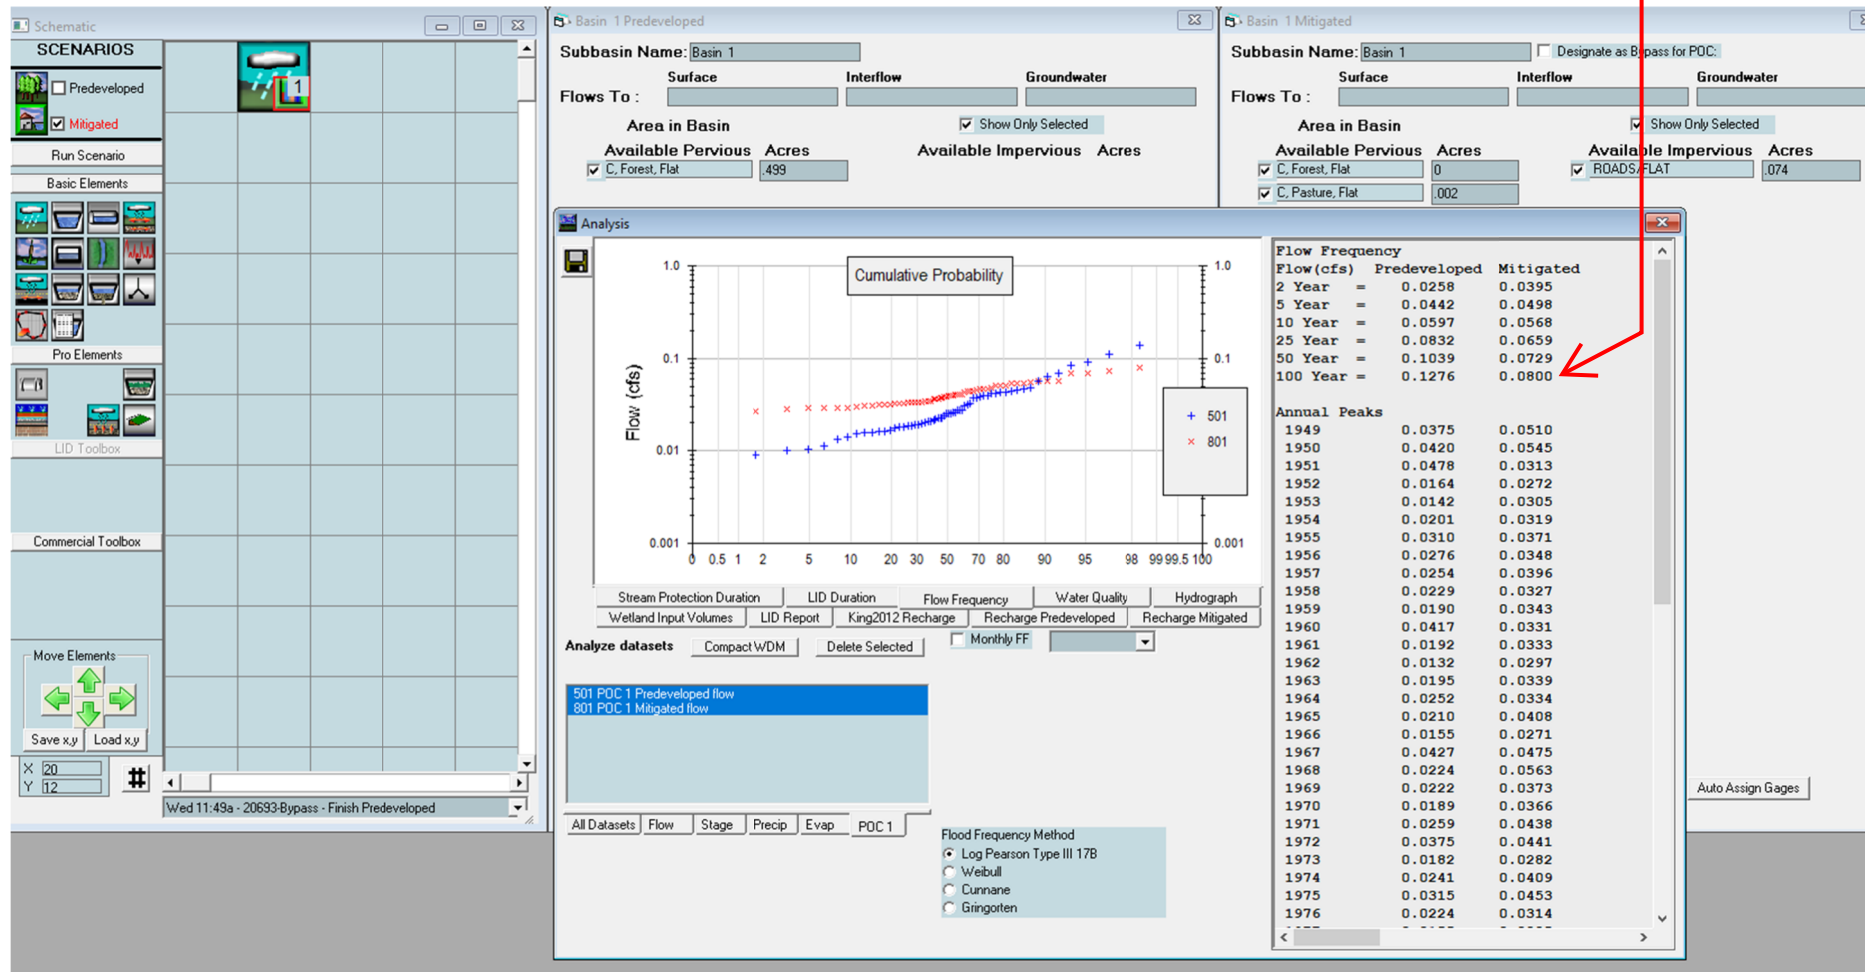 Schematic
SCENARIOS
Predeveloped
Mitigated
Run Scenario
Basic Elements
Pro Elements
LID Toolbox
Commercial Toolbox
Move Elements
Save x,y Load x,y
X 20
Y 12
#
1
Wed 11:49a - 20693-Bypass - Finish Predeveloped
Basin 1 Predeveloped
Subbasin Name: Basin 1
Surface Interflow Groundwater
Flows To :
Area in Basin Show Only Selected
Available Pervious Acres Available Impervious Acres
C, Forest, Flat .499
Basin 1 Mitigated
Subbasin Name: Basin 1 Designate as Bypass for POC:
Surface Interflow Groundwater
Flows To :
Area in Basin Show Only Selected
Available Pervious Acres Available Impervious Acres
C, Forest, Flat 0 ROADS/FLAT .074
C, Pasture, Flat .002
Analysis
Cumulative Probability
Flow (cfs)
1.0 1.0
0.1 0.1
0.01
0.001 0.001
0 0.5 1 2 5 10 20 30 50 70 80 90 95 98 99 99.5 100
501
801
Stream Protection Duration LID Duration Flow Frequency Water Quality Hydrograph
Wetland Input Volumes LID Report King2012 Recharge Recharge Predeveloped Recharge Mitigated
Analyze datasets Compact WDM Delete Selected Monthly FF
501 POC 1 Predeveloped flow
801 POC 1 Mitigated flow
All Datasets Flow Stage Precip Evap POC 1
Flood Frequency Method
Log Pearson Type III 17B
Weibull
Cunnane
Gringorten
Flow Frequency
Flow(cfs) Predeveloped Mitigated
2 Year = 0.0258 0.0395
5 Year = 0.0442 0.0498
10 Year = 0.0597 0.0568
25 Year = 0.0832 0.0659
50 Year = 0.1039 0.0729
100 Year = 0.1276 0.0800
Annual Peaks
1949 0.0375 0.0510
1950 0.0420 0.0545
1951 0.0478 0.0313
1952 0.0164 0.0272
1953 0.0142 0.0305
1954 0.0201 0.0319
1955 0.0310 0.0371
1956 0.0276 0.0348
1957 0.0254 0.0396
1958 0.0229 0.0327
1959 0.0190 0.0343
1960 0.0417 0.0331
1961 0.0192 0.0333
1962 0.0132 0.0297
1963 0.0195 0.0339
1964 0.0252 0.0334
1965 0.0210 0.0408
1966 0.0155 0.0271
1967 0.0427 0.0475
1968 0.0224 0.0563
1969 0.0222 0.0373
1970 0.0189 0.0366
1971 0.0259 0.0438
1972 0.0375 0.0441
1973 0.0182 0.0282
1974 0.0241 0.0409
1975 0.0315 0.0453
1976 0.0224 0.0314
Auto Assign Gages